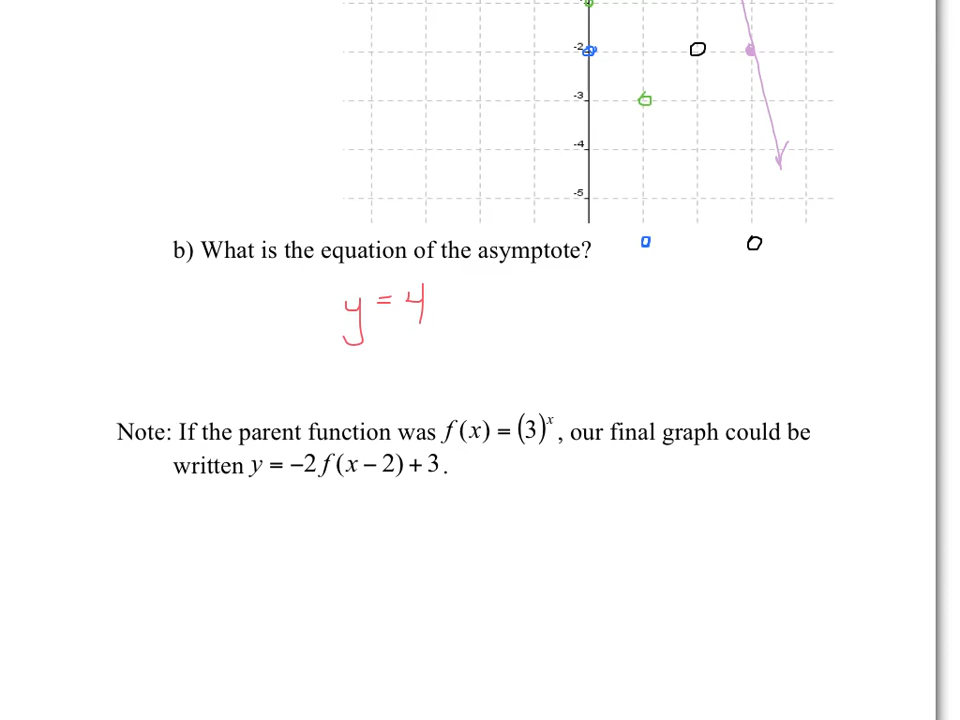 -2
-3
-4
-5
b) What is the equation of the asymptote?
y = 4
Note: If the parent function was f(x) = (3)^x, our final graph could be
written y = −2f(x − 2) + 3.